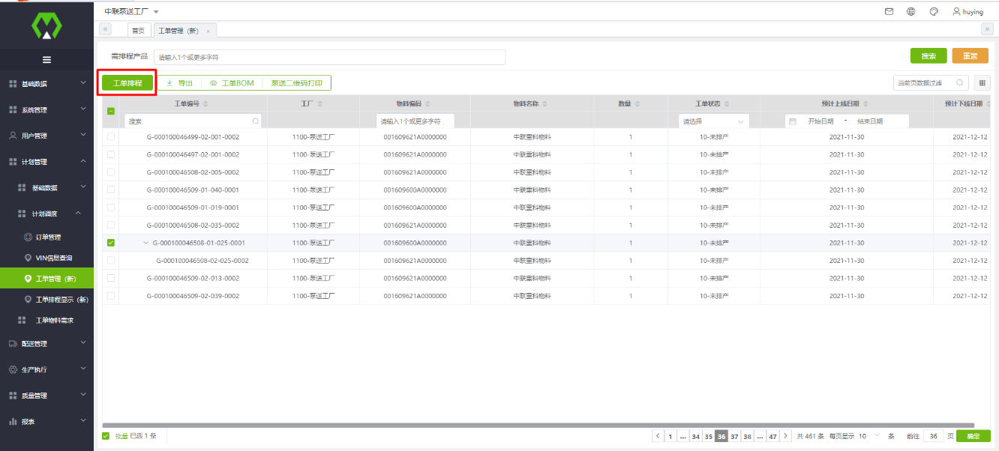 中联泵送工厂
huying
首页
工单管理（新） ×
基础数据
系统管理
用户管理
计划管理
基础数据
计划调度
订单管理
VIN信息查询
工单管理（新）
工单排程显示（新）
工单物料需求
配送管理
生产执行
质量管理
报表
需排程产品 请输入1个或更多字符 搜索 重置
工单排程 导出 工单BOM 泵送二维码打印 当前页数据过滤
工单编号 工厂 物料编码 物料名称 数量 工单状态 预计上线日期 预计下线日期
搜索 请输入1个或更多字符 请选择 开始日期 - 结束日期
G-000100046499-02-001-0002 1100-泵送工厂 001609621A0000000 中联重科物料 1 10-未排产 2021-11-30 2021-12-12
G-000100046497-02-001-0002 1100-泵送工厂 001609621A0000000 中联重科物料 1 10-未排产 2021-11-30 2021-12-12
G-000100046508-02-005-0002 1100-泵送工厂 001609621A0000000 中联重科物料 1 10-未排产 2021-11-30 2021-12-12
G-000100046509-01-040-0001 1100-泵送工厂 001609600A0000000 中联重科物料 1 10-未排产 2021-11-30 2021-12-12
G-000100046509-01-019-0001 1100-泵送工厂 001609600A0000000 中联重科物料 1 10-未排产 2021-11-30 2021-12-12
G-000100046508-02-035-0002 1100-泵送工厂 001609621A0000000 中联重科物料 1 10-未排产 2021-11-30 2021-12-12
G-000100046508-01-025-0001 1100-泵送工厂 001609600A0000000 中联重科物料 1 10-未排产 2021-11-30 2021-12-12
G-000100046508-02-025-0002 1100-泵送工厂 001609621A0000000 中联重科物料 1 10-未排产 2021-11-30 2021-12-12
G-000100046509-02-013-0002 1100-泵送工厂 001609621A0000000 中联重科物料 1 10-未排产 2021-11-30 2021-12-12
G-000100046509-02-039-0002 1100-泵送工厂 001609621A0000000 中联重科物料 1 10-未排产 2021-11-30 2021-12-12
批量 已选 1 条 < 1 ... 34 35 36 37 38 ... 47 > 共 461 条 每页显示 10 条 前往 36 页 确定